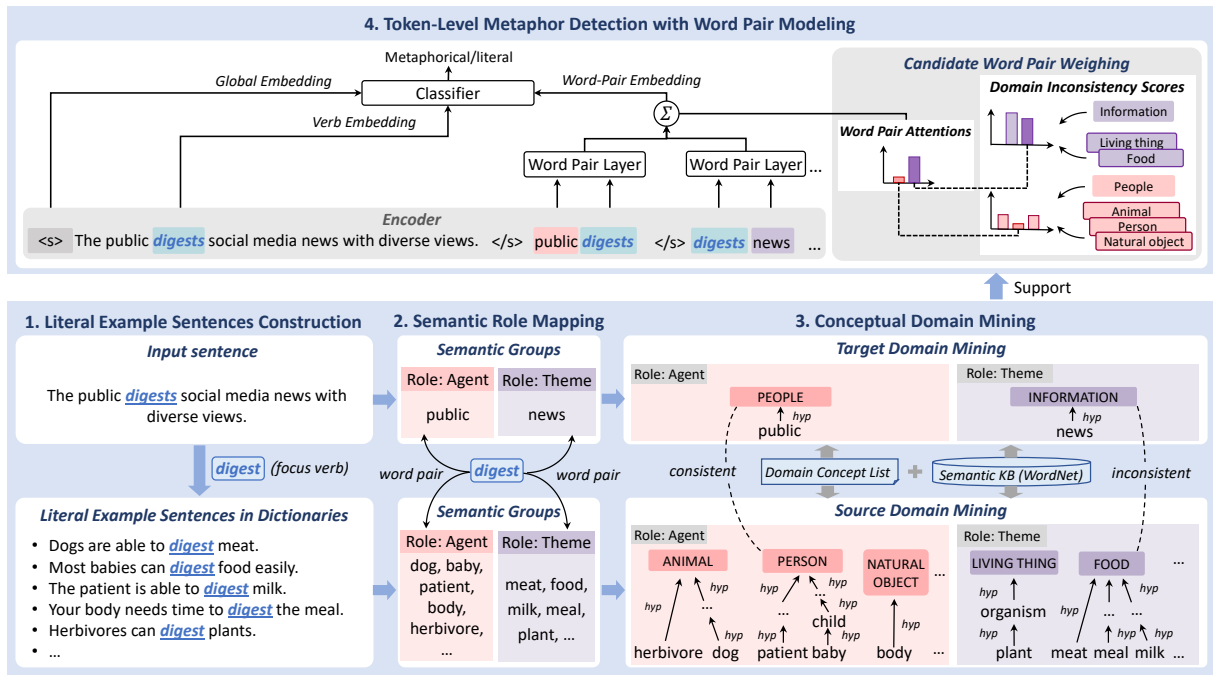 4. Token-Level Metaphor Detection with Word Pair Modeling
Metaphorical/literal
Global Embedding
Classifier
Word-Pair Embedding
Verb Embedding
Σ
Word Pair Layer
Word Pair Layer
...
Encoder
<s> The public digests social media news with diverse views. </s> public digests </s> digests news ...
Candidate Word Pair Weighing
Domain Inconsistency Scores
Word Pair Attentions
Information
Living thing
Food
People
Animal
Person
Natural object
Support
1. Literal Example Sentences Construction
Input sentence
The public digests social media news with
diverse views.
digest (focus verb)
Literal Example Sentences in Dictionaries
• Dogs are able to digest meat.
• Most babies can digest food easily.
• The patient is able to digest milk.
• Your body needs time to digest the meal.
• Herbivores can digest plants.
• ...
2. Semantic Role Mapping
Semantic Groups
Role: Agent
Role: Theme
public
news
word pair
digest
word pair
Semantic Groups
Role: Agent
Role: Theme
dog, baby,
patient,
body,
herbivore,
...
meat, food,
milk, meal,
plant, ...
3. Conceptual Domain Mining
Target Domain Mining
Role: Agent
PEOPLE
hyp
public
Role: Theme
INFORMATION
hyp
news
consistent
Domain Concept List
+
Semantic KB (WordNet)
inconsistent
Source Domain Mining
Role: Agent
ANIMAL
PERSON
NATURAL
OBJECT
...
hyp
hyp
...
hyp
herbivore
dog
hyp
hyp
...
...
hyp
child
hyp
hyp
patient
baby
hyp
body
...
Role: Theme
LIVING THING
FOOD
...
hyp
organism
hyp
plant
hyp
hyp
...
...
hyp
hyp
meat
meal
milk
...